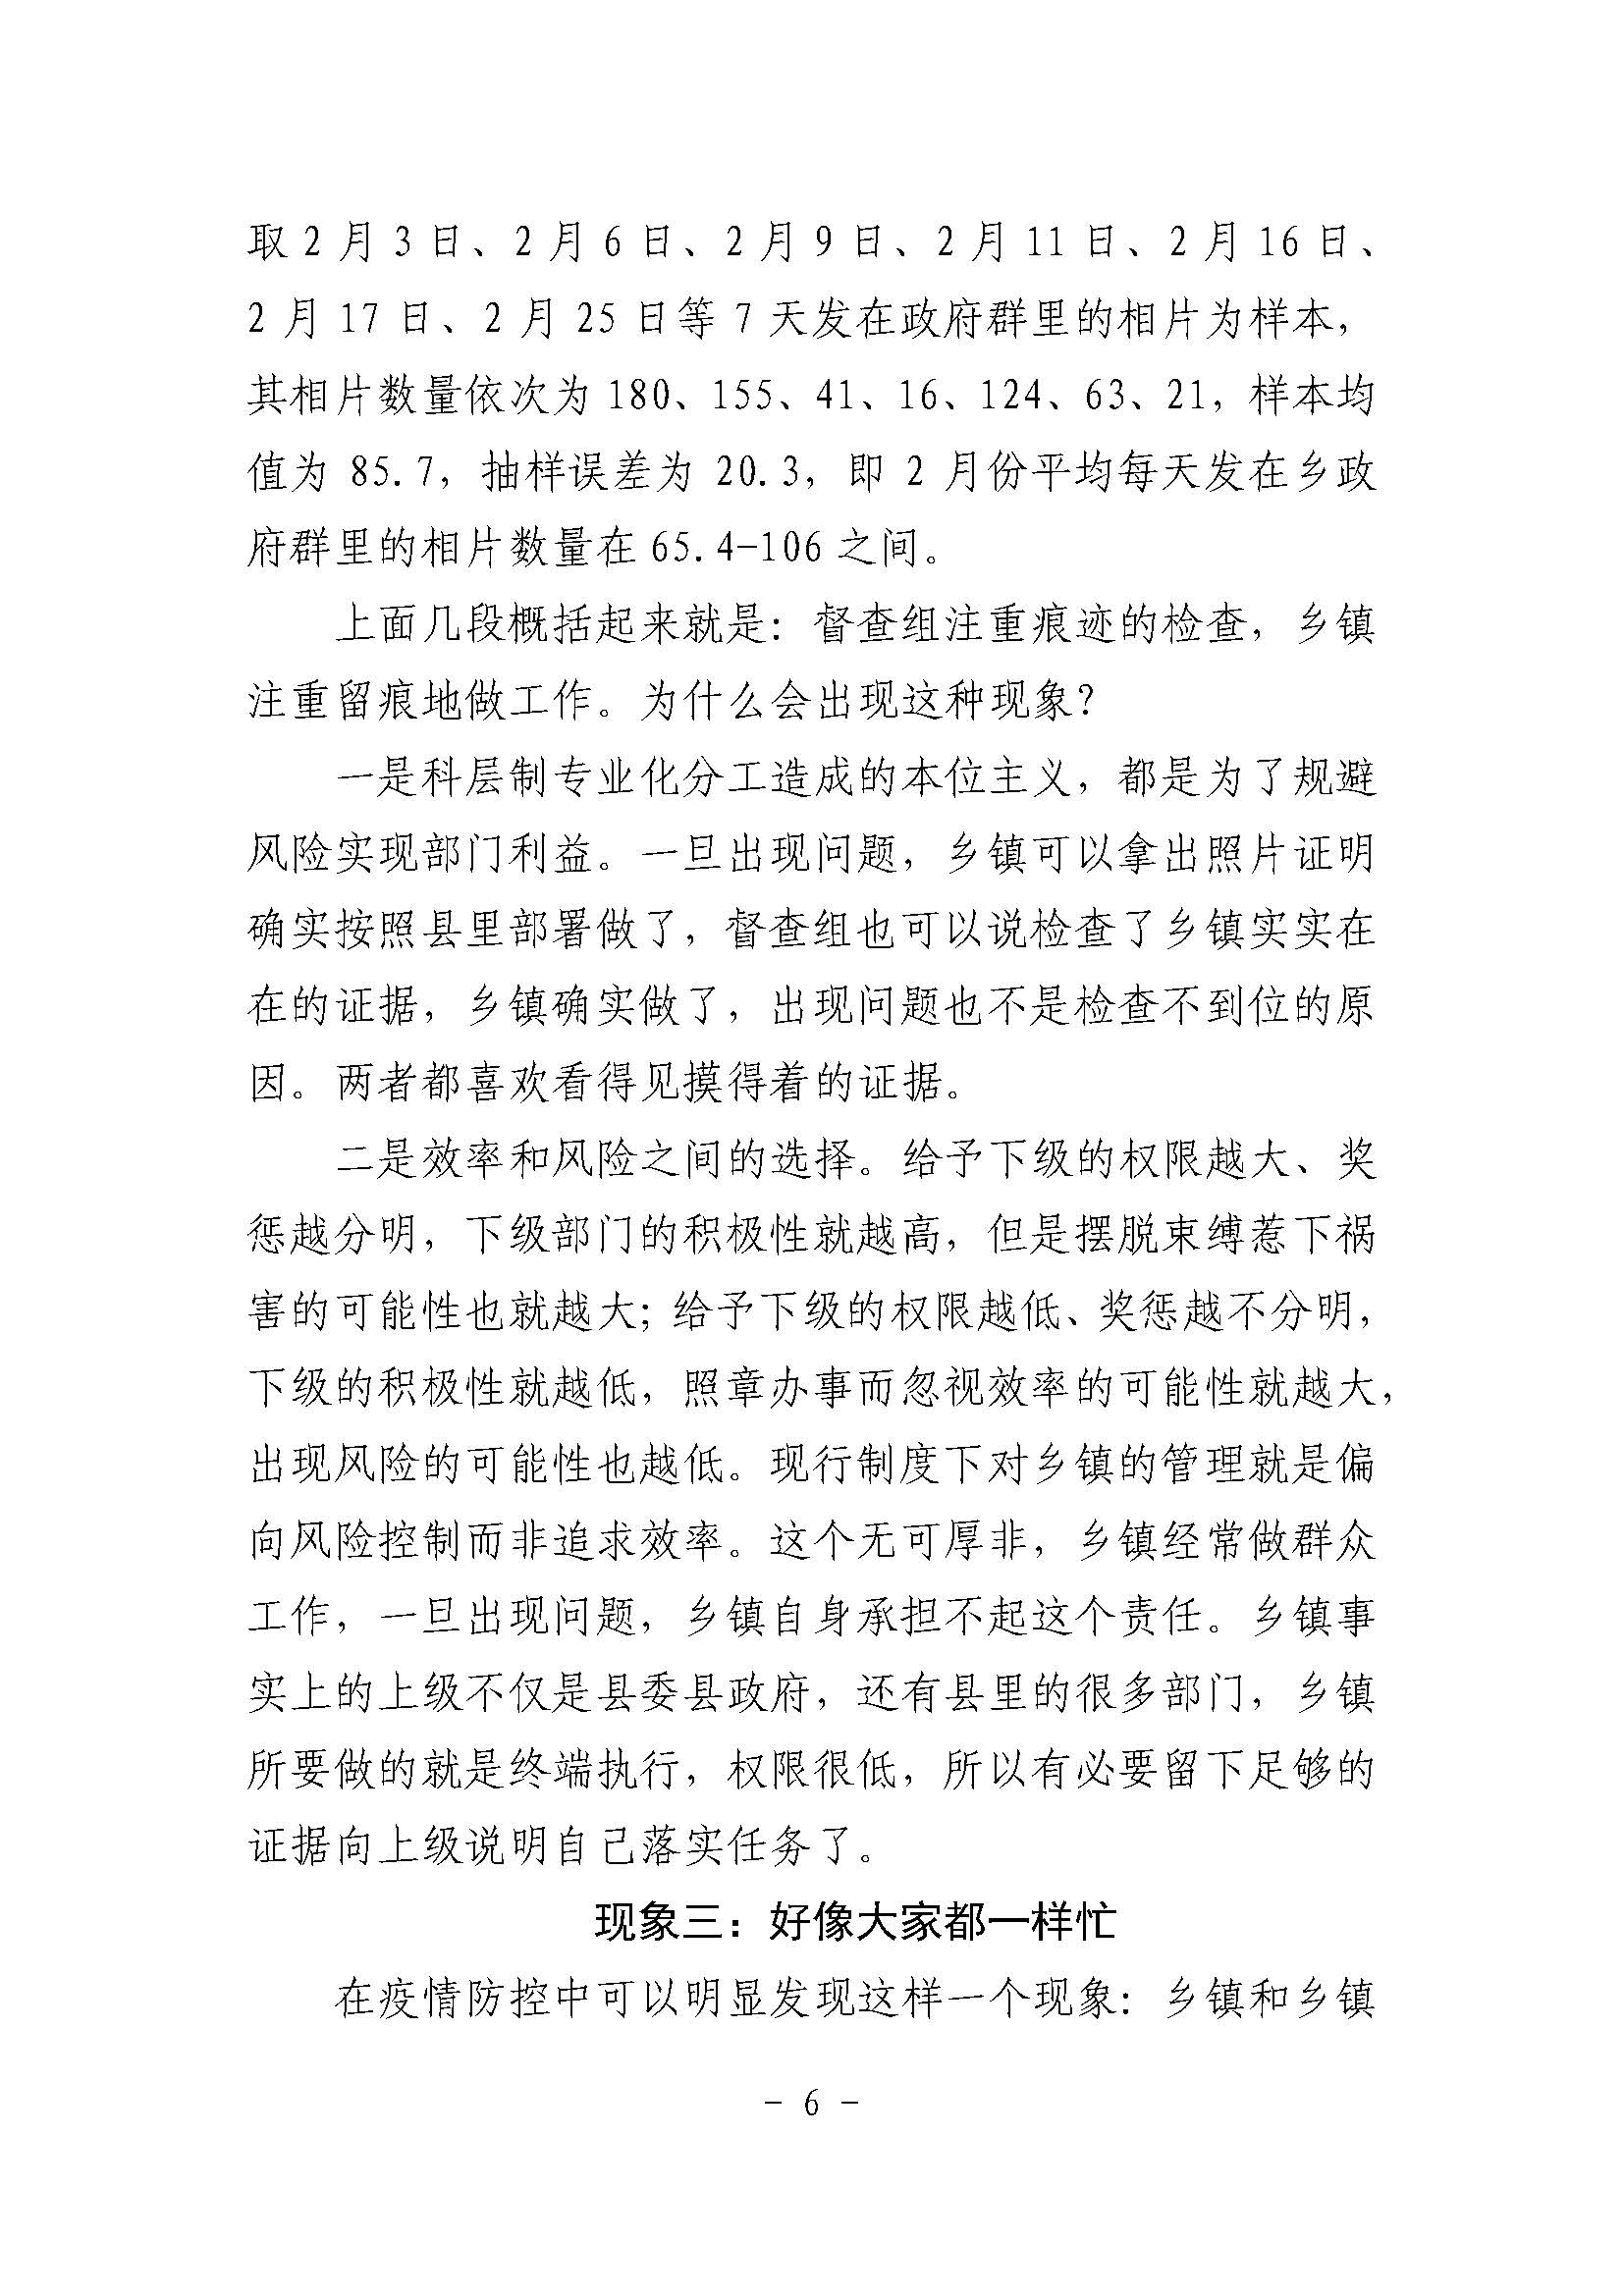 取2月3日、2月6日、2月9日、2月11日、2月16日、
2月17日、2月25日等7天发在政府群里的相片为样本，
其相片数量依次为180、155、41、16、124、63、21，样本均
值为 85.7，抽样误差为 20.3，即 2 月份平均每天发在乡政
府群里的相片数量在65.4-106之间。
上面几段概括起来就是：督查组注重痕迹的检查，乡镇
注重留痕地做工作。为什么会出现这种现象？
一是科层制专业化分工造成的本位主义，都是为了规避
风险实现部门利益。一旦出现问题，乡镇可以拿出照片证明
确实按照县里部署做了，督查组也可以说检查了乡镇实实在
在的证据，乡镇确实做了，出现问题也不是检查不到位的原
因。两者都喜欢看得见摸得着的证据。
二是效率和风险之间的选择。给予下级的权限越大、奖
惩越分明，下级部门的积极性就越高，但是摆脱束缚惹下祸
害的可能性也就越大；给予下级的权限越低、奖惩越不分明，
下级的积极性就越低，照章办事而忽视效率的可能性就越大，
出现风险的可能性也越低。现行制度下对乡镇的管理就是偏
向风险控制而非追求效率。这个无可厚非，乡镇经常做群众
工作，一旦出现问题，乡镇自身承担不起这个责任。乡镇事
实上的上级不仅是县委县政府，还有县里的很多部门，乡镇
所要做的就是终端执行，权限很低，所以有必要留下足够的
证据向上级说明自己落实任务了。
现象三：好像大家都一样忙
在疫情防控中可以明显发现这样一个现象：乡镇和乡镇
- 6 -